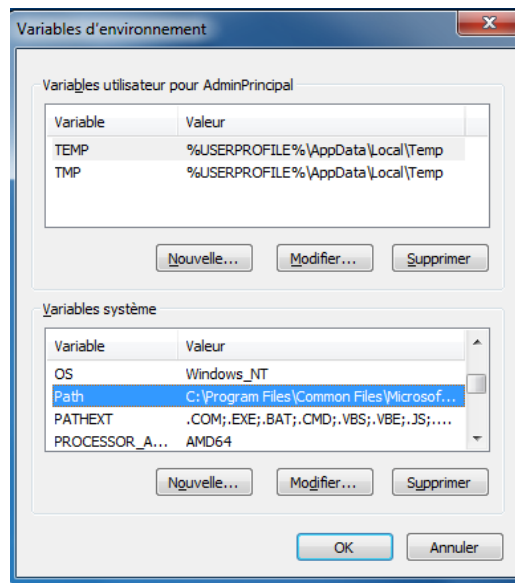 Variables d'environnement
Variables utilisateur pour AdminPrincipal
Variable Valeur
TEMP %USERPROFILE%\AppData\Local\Temp
TMP %USERPROFILE%\AppData\Local\Temp
Nouvelle... Modifier... Supprimer
Variables système
Variable Valeur
OS Windows_NT
Path C:\Program Files\Common Files\Microsof...
PATHEXT .COM;.EXE;.BAT;.CMD;.VBS;.VBE;.JS;....
PROCESSOR_A... AMD64
Nouvelle... Modifier... Supprimer
OK Annuler